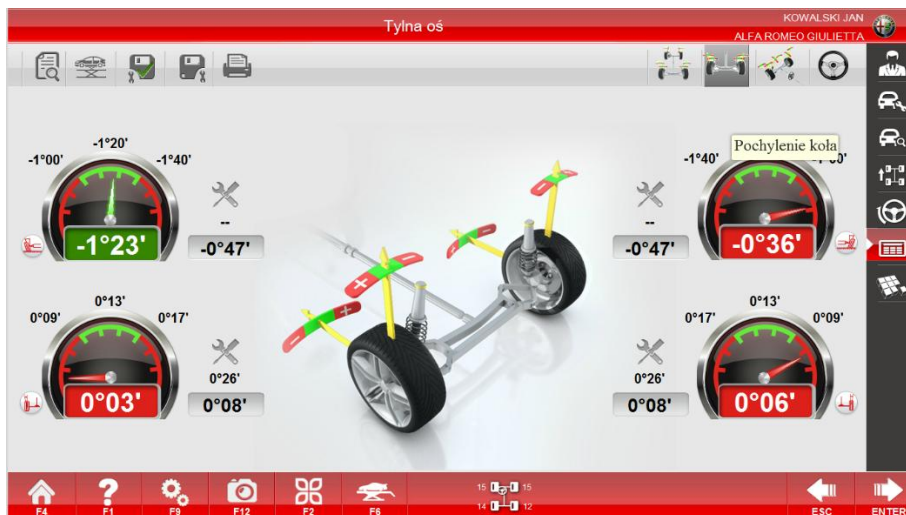 Tylna oś
KOWALSKI JAN
ALFA ROMEO GIULIETTA
-1°20'
-1°00'
-1°40'
-1°23'
--
-0°47'
--
-0°47'
Pochylenie koła
-1°40'
-0°36'
0°13'
0°09'
0°17'
0°03'
0°26'
0°08'
0°26'
0°08'
0°13'
0°17'
0°09'
0°06'
F4
F1
F9
F12
F2
F6
15 15
14 12
ESC
ENTER